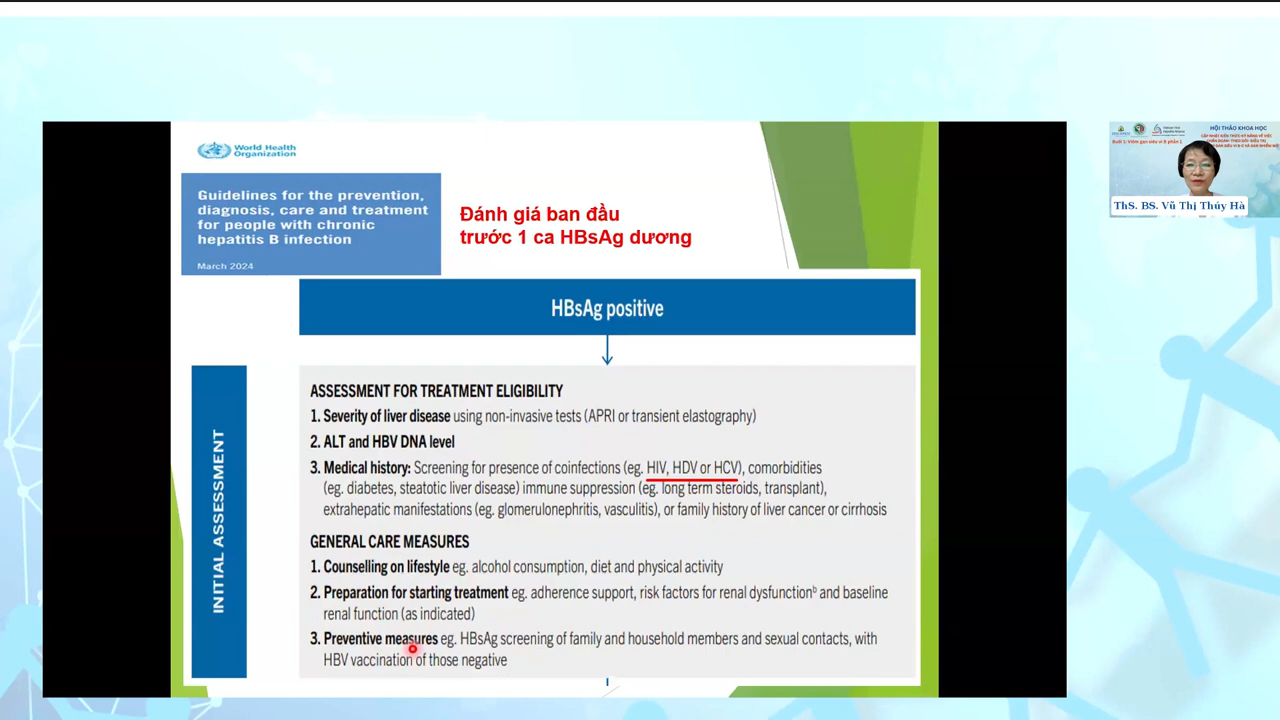 World Health
Organization
Guidelines for the prevention,
diagnosis, care and treatment
for people with chronic
hepatitis B infection
March 2024
Đánh giá ban đầu
trước 1 ca HBsAg dương
HBsAg positive
INITIAL ASSESSMENT
ASSESSMENT FOR TREATMENT ELIGIBILITY
1. Severity of liver disease using non-invasive tests (APRI or transient elastography)
2. ALT and HBV DNA level
3. Medical history: Screening for presence of coinfections (eg. HIV, HDV or HCV), comorbidities
(eg. diabetes, steatotic liver disease) immune suppression (eg. long term steroids, transplant),
extrahepatic manifestations (eg. glomerulonephritis, vasculitis), or family history of liver cancer or cirrhosis
GENERAL CARE MEASURES
1. Counselling on lifestyle eg. alcohol consumption, diet and physical activity
2. Preparation for starting treatment eg. adherence support, risk factors for renal dysfunctionᵇ and baseline
renal function (as indicated)
3. Preventive measures eg. HBsAg screening of family and household members and sexual contacts, with
HBV vaccination of those negative
HỘI THẢO KHOA HỌC
ThS. BS. Vũ Thị Thúy Hà